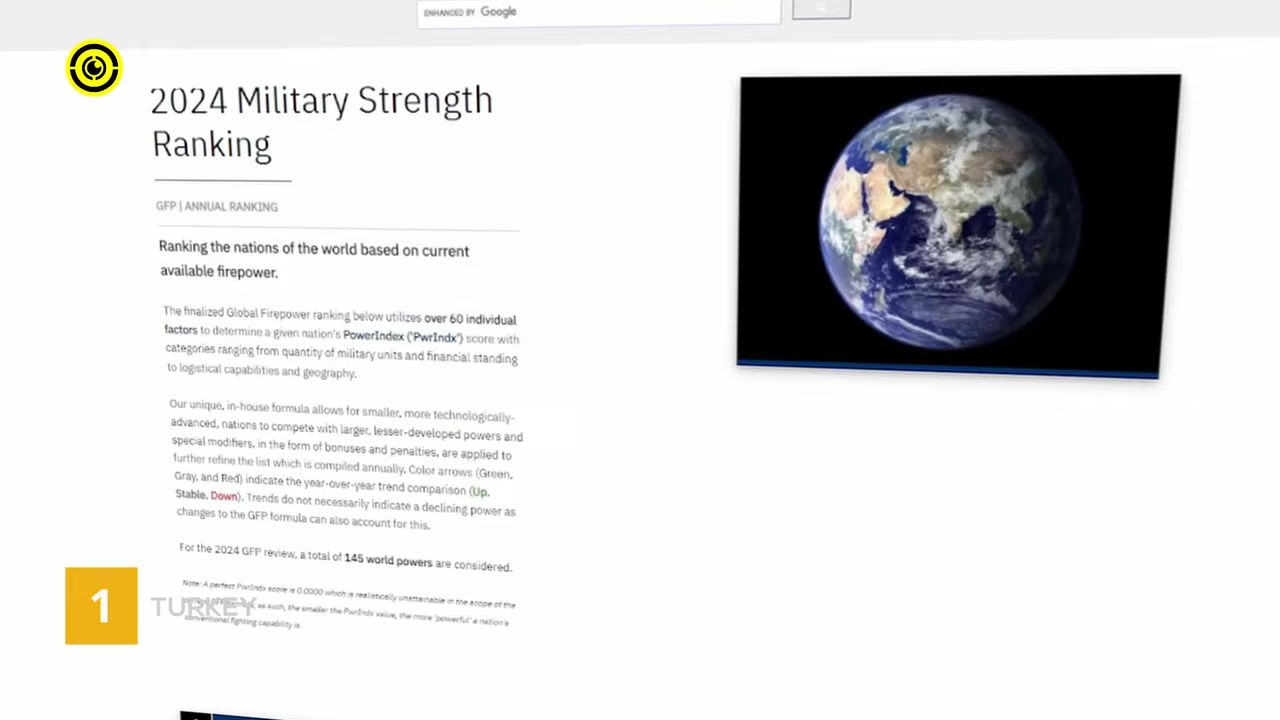 ENHANCED BY Google
2024 Military Strength
Ranking
GFP | ANNUAL RANKING
Ranking the nations of the world based on current
available firepower.
The finalized Global Firepower ranking below utilizes over 60 individual
factors to determine a given nation's PowerIndex ('PwrIndx') score with
categories ranging from quantity of military units and financial standing
to logistical capabilities and geography.
Our unique, in-house formula allows for smaller, more technologically-
advanced, nations to compete with larger, lesser-developed powers and
special modifiers, in the form of bonuses and penalties, are applied to
further refine the list which is compiled annually. Color arrows (Green,
Gray, and Red) indicate the year-over-year trend comparison (Up,
Stable, Down). Trends do not necessarily indicate a declining power as
changes to the GFP formula can also account for this.
For the 2024 GFP review, a total of 145 world powers are considered.
Note: A perfect PwrIndx score is 0.0000 which is realistically unattainable in the scope of the
as such, the smaller the PwrIndx value, the more 'powerful' a nation's
conventional fighting capability is.
1 TURKEY